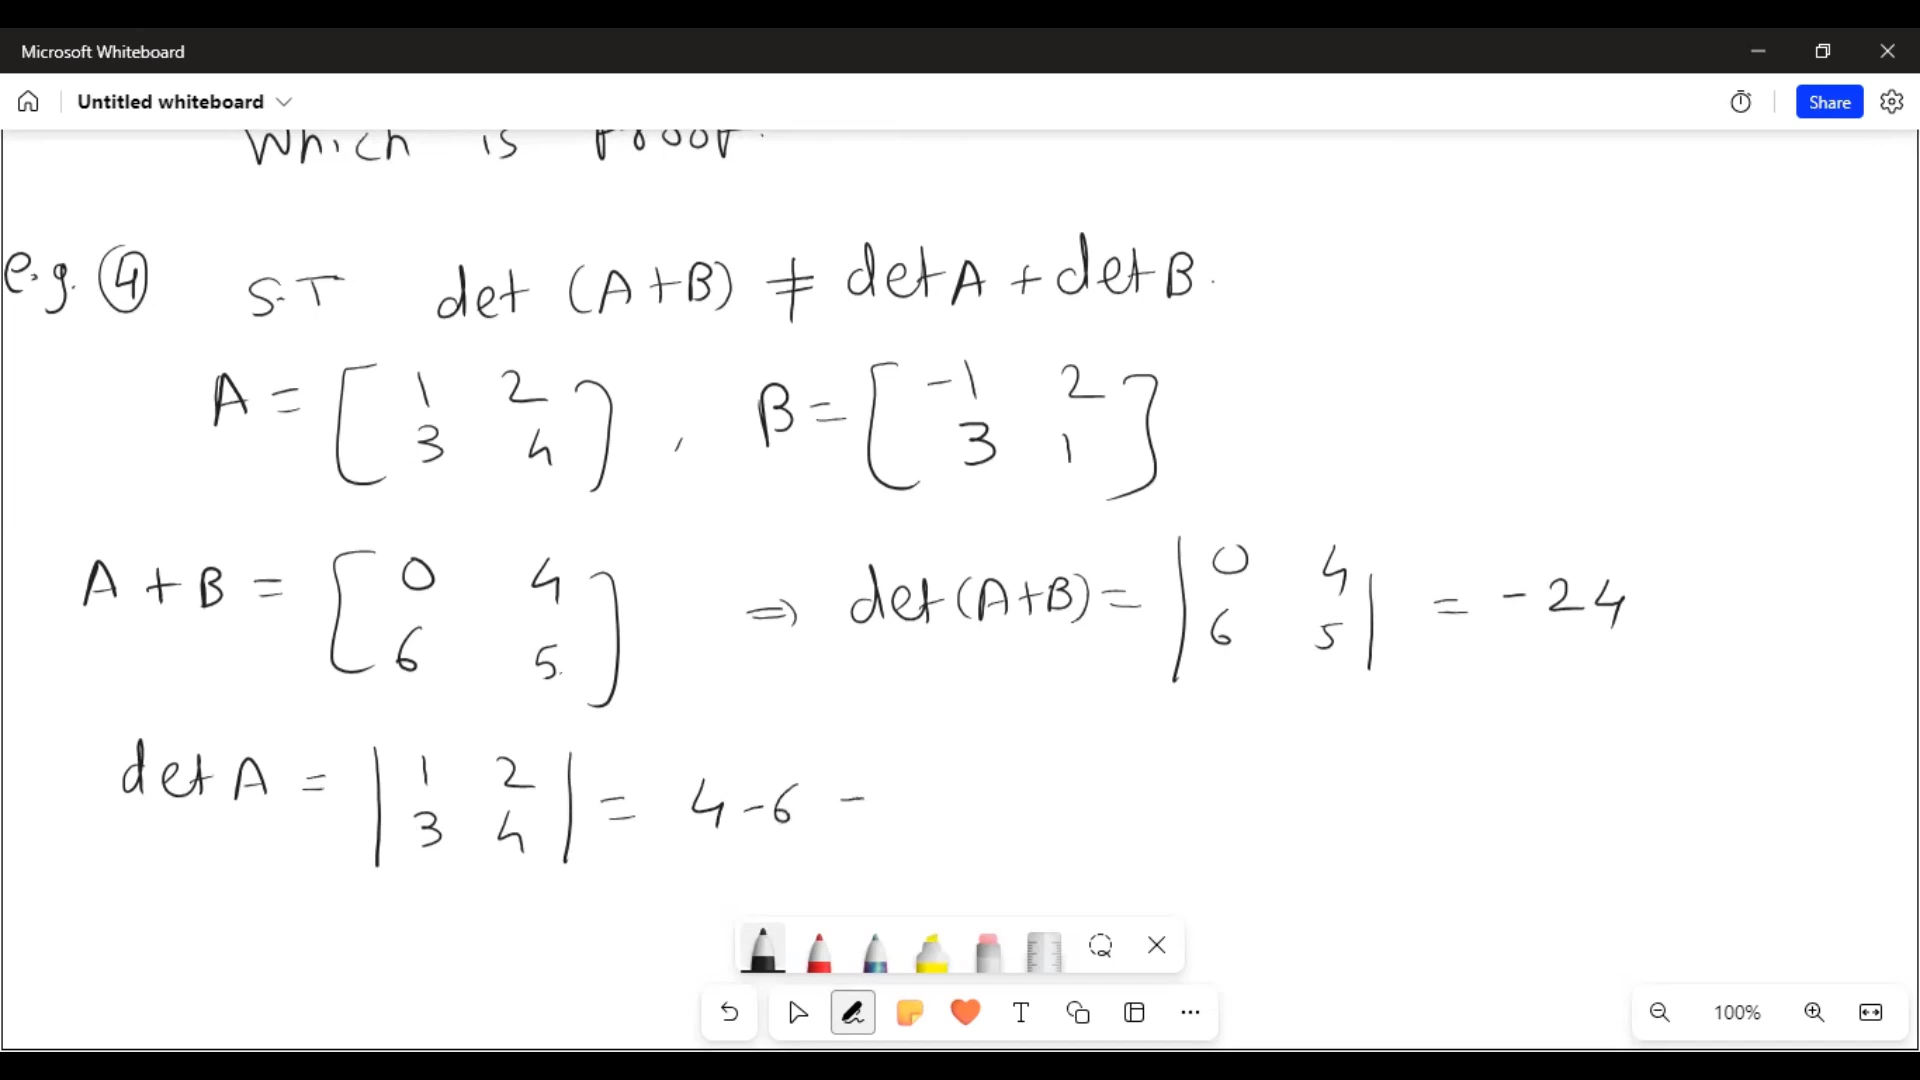 Microsoft Whiteboard
Untitled whiteboard
Share
Which is Proof.
e.g. ④ S.T det (A+B) ≠ det A + det B.
A = [ 1 2
3 4 ] , B = [ -1 2
3 1 ]
A + B = [ 0 4
6 5. ] => det (A+B) = | 0 4
6 5 | = -24
det A = | 1 2
3 4 | = 4 - 6 -
100%